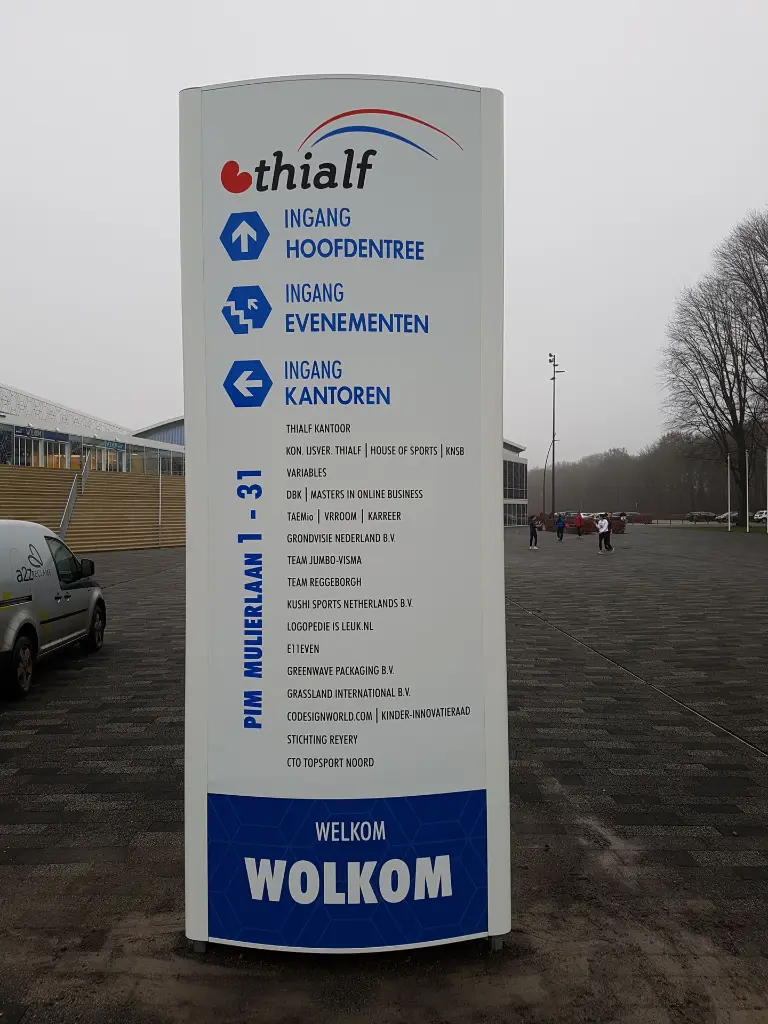 thialf
INGANG
HOOFDENTREE
INGANG
EVENEMENTEN
INGANG
KANTOREN
THIALF KANTOOR
KON. IJSVER. THIALF | HOUSE OF SPORTS | KNSB
VARIABLES
DBK | MASTERS IN ONLINE BUSINESS
TAEMio | VRROOM | KARREER
GRONDVISIE NEDERLAND B.V.
TEAM JUMBO-VISMA
TEAM REGGEBORGH
KUSHI SPORTS NETHERLANDS B.V.
LOGOPEDIE IS LEUK.NL
E11EVEN
GREENWAVE PACKAGING B.V.
GRASSLAND INTERNATIONAL B.V.
CODESIGNWORLD.COM | KINDER-INNOVATIERAAD
STICHTING REYERY
CTO TOPSPORT NOORD
PIM MULIERLAAN 1 - 31
WELKOM
WOLKOM